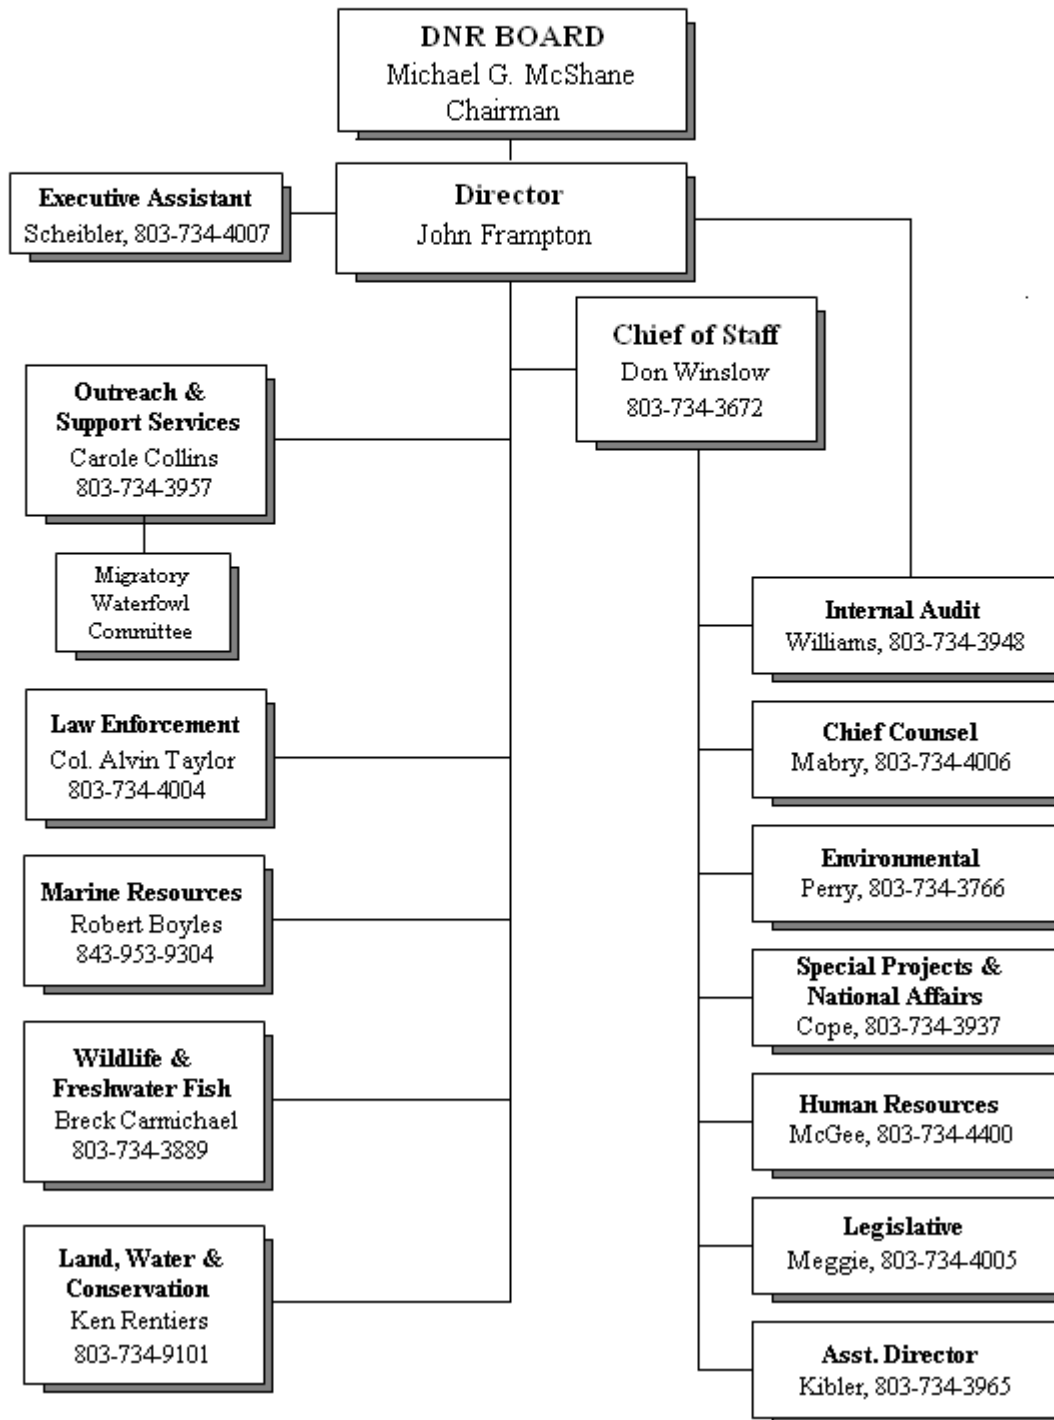 DNR BOARD
Michael G. McShane
Chairman
Director
John Frampton
Executive Assistant
Scheibler, 803-734-4007
Chief of Staff
Don Winslow
803-734-3672
Outreach &
Support Services
Carole Collins
803-734-3957
Migratory
Waterfowl
Committee
Law Enforcement
Col. Alvin Taylor
803-734-4004
Marine Resources
Robert Boyles
843-953-9304
Wildlife &
Freshwater Fish
Breck Carmichael
803-734-3889
Land, Water &
Conservation
Ken Rentiers
803-734-9101
Internal Audit
Williams, 803-734-3948
Chief Counsel
Mabry, 803-734-4006
Environmental
Perry, 803-734-3766
Special Projects &
National Affairs
Cope, 803-734-3937
Human Resources
McGee, 803-734-4400
Legislative
Meggie, 803-734-4005
Asst. Director
Kibler, 803-734-3965